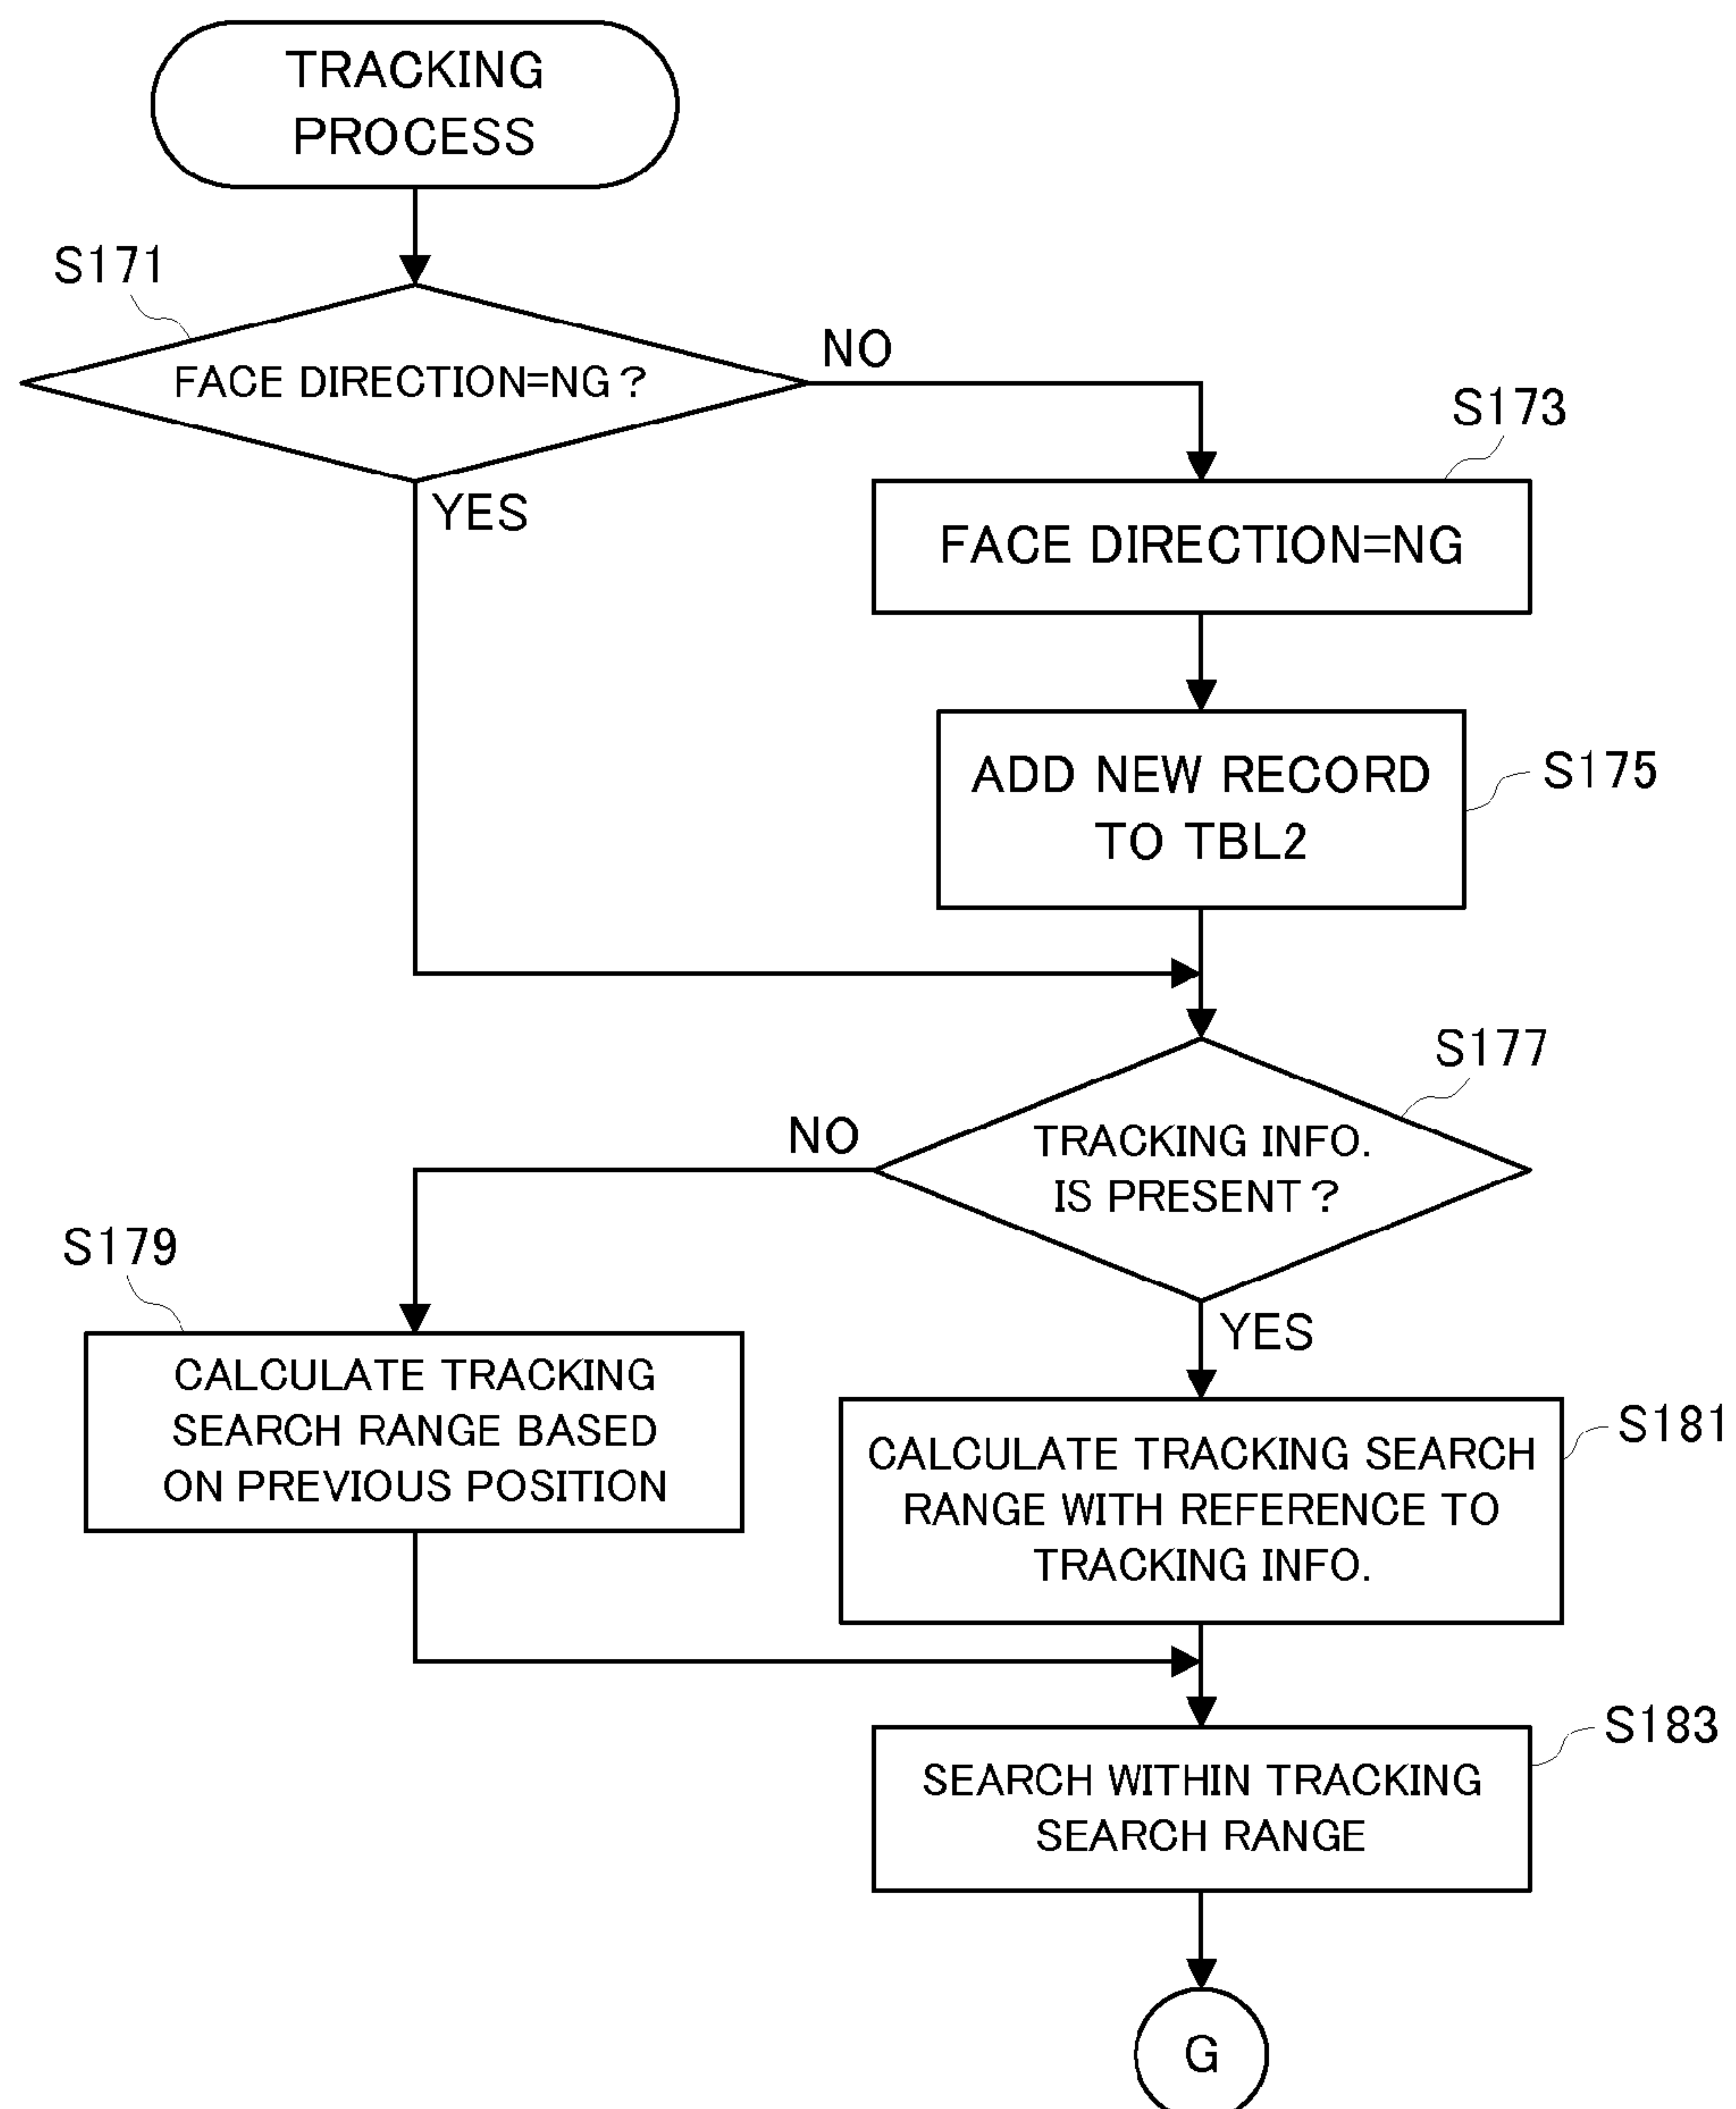 TRACKING
PROCESS
S171
FACE DIRECTION=NG?
NO
YES
S173
FACE DIRECTION=NG
ADD NEW RECORD
TO TBL2
S175
S177
TRACKING INFO.
IS PRESENT?
NO
YES
S179
CALCULATE TRACKING
SEARCH RANGE BASED
ON PREVIOUS POSITION
CALCULATE TRACKING SEARCH
RANGE WITH REFERENCE TO
TRACKING INFO.
S181
S183
SEARCH WITHIN TRACKING
SEARCH RANGE
G